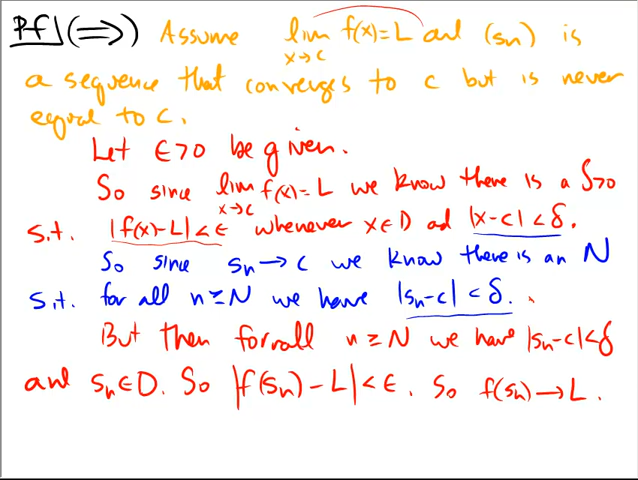 Pf (⟹) Assume lim x→c f(x)=L and (sn) is
a sequence that converges to c but is never
equal to c.
Let ϵ>0 be given.
So since lim x→c f(x)=L we know there is a δ>0
s.t. |f(x)-L|<ϵ whenever x∈D ad |x-c|<δ.
So since sn→c we know there is an N
s.t. for all n≥N we have |sn-c|<δ.
But then for all n≥N we have |sn-c|<δ
and sn∈D. So |f(sn)-L|<ϵ. So f(sn)→L.